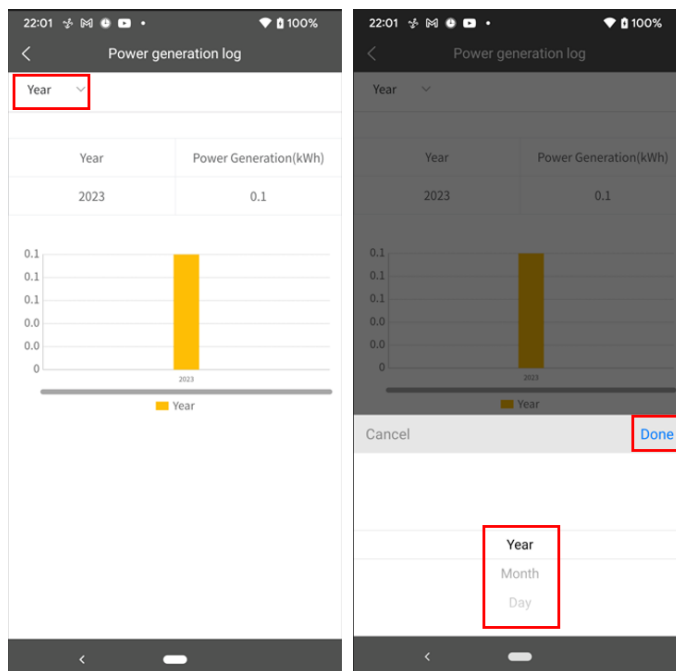 22:01 100%
Power generation log
Year
Year Power Generation(kWh)
2023 0.1
0.1
0.1
0.1
0.0
0.0
0
2023
Year
22:01 100%
Power generation log
Year
Year Power Generation(kWh)
2023 0.1
0.1
0.1
0.1
0.0
0.0
0
2023
Year
Cancel Done
Year
Month
Day